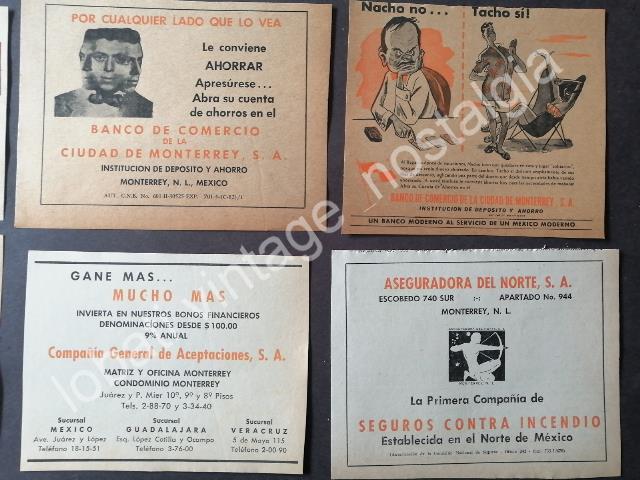 POR CUALQUIER LADO QUE LO VEA
Le conviene
AHORRAR
Apresúrese...
Abra su cuenta
de ahorros en el
BANCO DE COMERCIO
DE LA
CIUDAD DE MONTERREY, S. A.
INSTITUCION DE DEPOSITO Y AHORRO
MONTERREY, N. L., MEXICO
Nacho no... Tacho sí!
BANCO DE COMERCIO DE LA CIUDAD DE MONTERREY, S.A.
INSTITUCION DE DEPOSITO Y AHORRO
UN BANCO MODERNO AL SERVICIO DE UN MEXICO MODERNO
GANE MAS...
MUCHO MAS
INVIERTA EN NUESTROS BONOS FINANCIEROS
DENOMINACIONES DESDE $100.00
9% ANUAL
Compañía General de Aceptaciones, S. A.
MATRIZ Y OFICINA MONTERREY
CONDOMINIO MONTERREY
Juárez y P. Mier 10º, 9º y 8º Pisos
Tels. 2-88-70 y 3-34-40
Sucursal
MEXICO
Ave. Juárez y López
Teléfono 18-15-51
Sucursal
GUADALAJARA
Esq. López Cotilla y Ocampo
Teléfono 3-76-00
Sucursal
VERACRUZ
5 de Mayo 115
Teléfono 2-00-90
ASEGURADORA DEL NORTE, S. A.
ESCOBEDO 740 SUR (-) APARTADO No. 944
MONTERREY, N. L.
MONTERREY, N. L.
La Primera Compañía de
SEGUROS CONTRA INCENDIO
Establecida en el Norte de México
vintage nostalgia